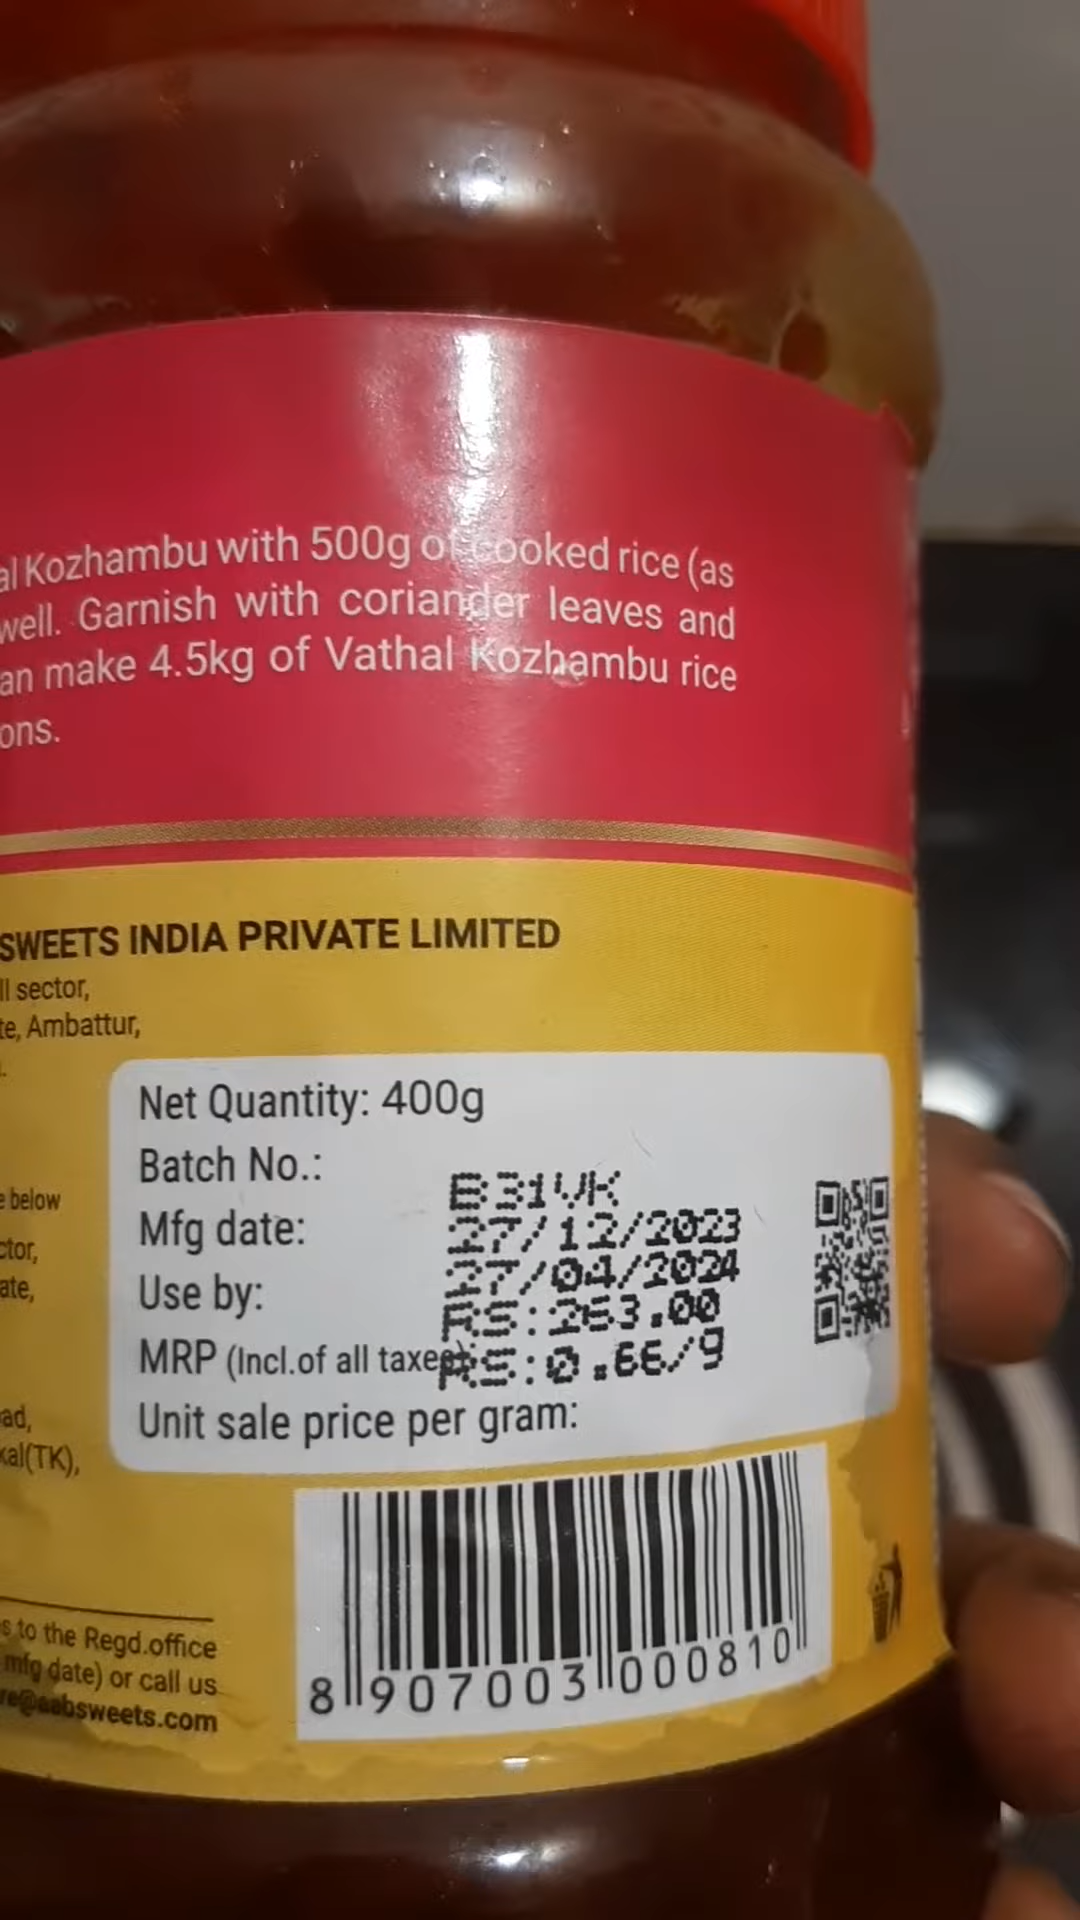 al Kozhambu with 500g of cooked rice (as
well. Garnish with coriander leaves and
an make 4.5kg of Vathal Kozhambu rice
ons.
SWEETS INDIA PRIVATE LIMITED
ll sector,
te, Ambattur,
Net Quantity: 400g
Batch No.: B31VK
Mfg date: 27/12/2023
Use by: 27/04/2024
MRP (Incl.of all taxes): RS:263.00
Unit sale price per gram: RS:0.66/g
e below
ctor,
ate,
ad,
kal(TK),
s to the Regd.office
mfg date) or call us
re@aabsweets.com
8 907003 000810